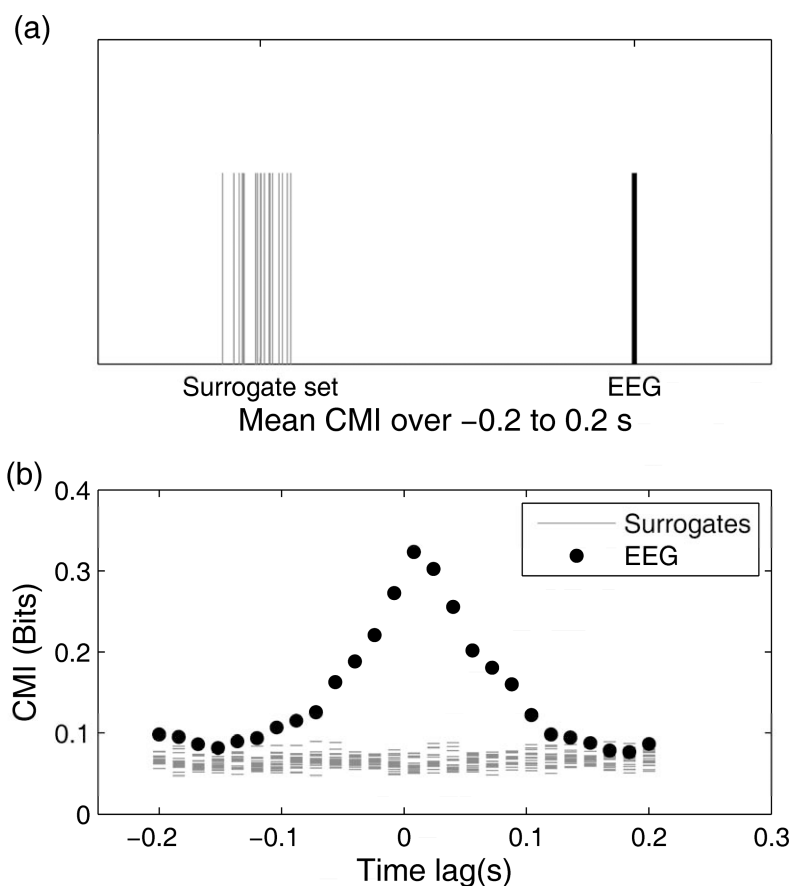 (a)
Surrogate set
EEG
Mean CMI over −0.2 to 0.2 s
(b)
0.4
0.3
0.2
0.1
0
CMI (Bits)
Surrogates
EEG
−0.2 −0.1 0 0.1 0.2 0.3
Time lag(s)